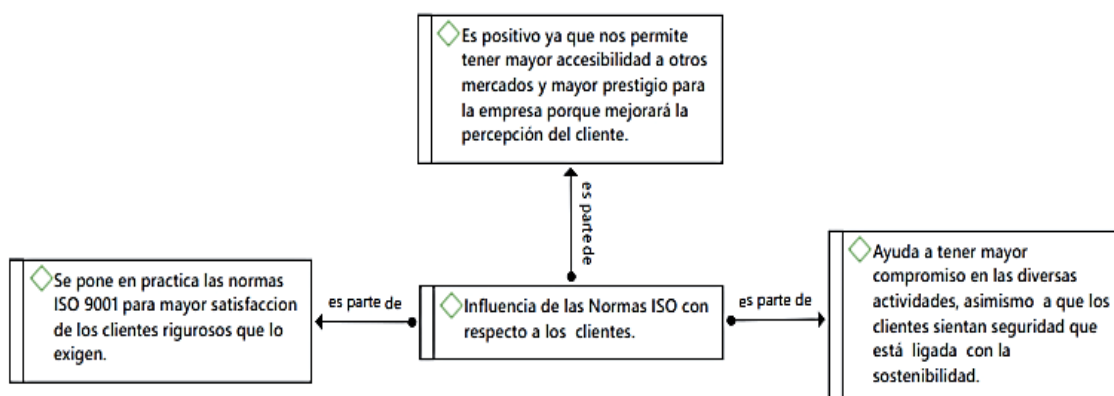 Es positivo ya que nos permite
tener mayor accesibilidad a otros
mercados y mayor prestigio para
la empresa porque mejorará la
percepción del cliente.
es parte de
Se pone en practica las normas
ISO 9001 para mayor satisfaccion
de los clientes rigurosos que lo
exigen.
es parte de
Influencia de las Normas ISO con
respecto a los clientes.
es parte de
Ayuda a tener mayor
compromiso en las diversas
actividades, asimismo a que los
clientes sientan seguridad que
está ligada con la
sostenibilidad.